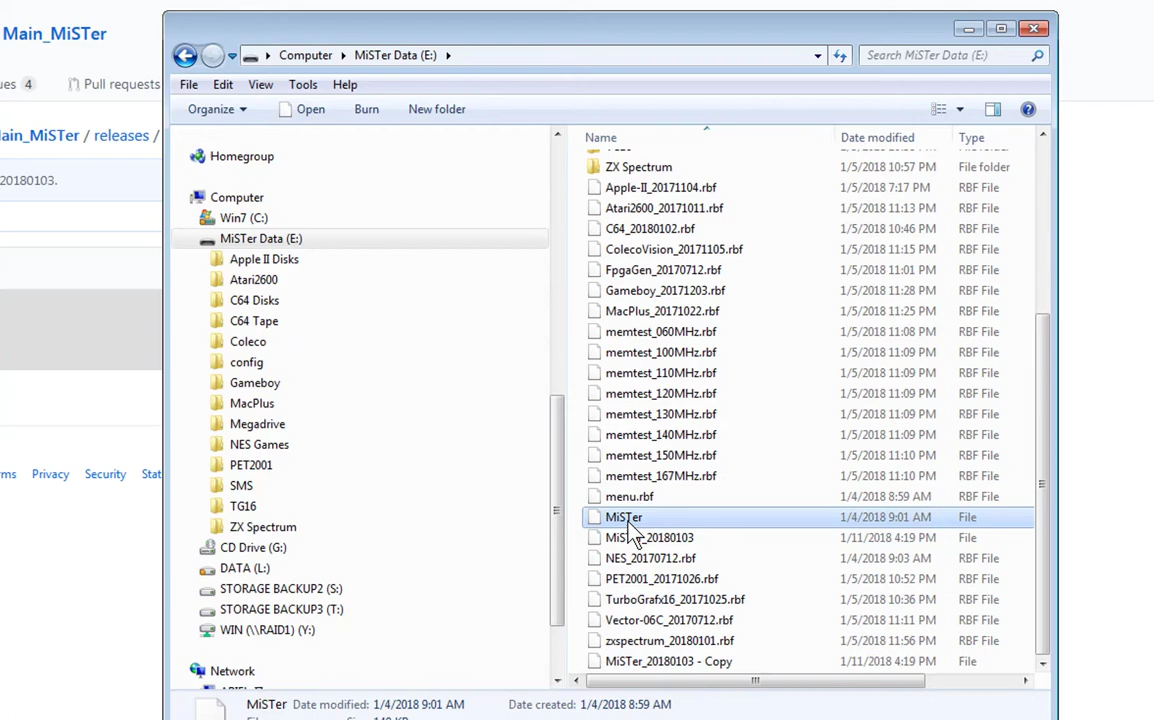 Main_MiSTer
ues 4 Pull requests
ain_MiSTer / releases /
20180103.
rms Privacy Security Stat
Computer MiSTer Data (E:)
Search MiSTer Data (E:)
File Edit View Tools Help
Organize Open Burn New folder
Homegroup
Computer
Win7 (C:)
MiSTer Data (E:)
Apple II Disks
Atari2600
C64 Disks
C64 Tape
Coleco
config
Gameboy
MacPlus
Megadrive
NES Games
PET2001
SMS
TG16
ZX Spectrum
CD Drive (G:)
DATA (L:)
STORAGE BACKUP2 (S:)
STORAGE BACKUP3 (T:)
WIN (\\RAID1) (Y:)
Network
Name Date modified Type
ZX Spectrum 1/5/2018 10:57 PM File folder
Apple-II_20171104.rbf 1/5/2018 7:17 PM RBF File
Atari2600_20171011.rbf 1/5/2018 11:13 PM RBF File
C64_20180102.rbf 1/5/2018 10:46 PM RBF File
ColecoVision_20171105.rbf 1/5/2018 11:15 PM RBF File
FpgaGen_20170712.rbf 1/5/2018 11:01 PM RBF File
Gameboy_20171203.rbf 1/5/2018 11:28 PM RBF File
MacPlus_20171022.rbf 1/5/2018 11:25 PM RBF File
memtest_060MHz.rbf 1/5/2018 11:08 PM RBF File
memtest_100MHz.rbf 1/5/2018 11:09 PM RBF File
memtest_110MHz.rbf 1/5/2018 11:09 PM RBF File
memtest_120MHz.rbf 1/5/2018 11:09 PM RBF File
memtest_130MHz.rbf 1/5/2018 11:09 PM RBF File
memtest_140MHz.rbf 1/5/2018 11:09 PM RBF File
memtest_150MHz.rbf 1/5/2018 11:10 PM RBF File
memtest_167MHz.rbf 1/5/2018 11:10 PM RBF File
menu.rbf 1/4/2018 8:59 AM RBF File
MiSTer 1/4/2018 9:01 AM File
MiSTer_20180103 1/11/2018 4:19 PM File
NES_20170712.rbf 1/4/2018 9:03 AM RBF File
PET2001_20171026.rbf 1/5/2018 10:52 PM RBF File
TurboGrafx16_20171025.rbf 1/5/2018 10:36 PM RBF File
Vector-06C_20170712.rbf 1/5/2018 11:11 PM RBF File
zxspectrum_20180101.rbf 1/5/2018 11:56 PM RBF File
MiSTer_20180103 - Copy 1/11/2018 4:19 PM File
MiSTer Date modified: 1/4/2018 9:01 AM Date created: 1/4/2018 8:59 AM